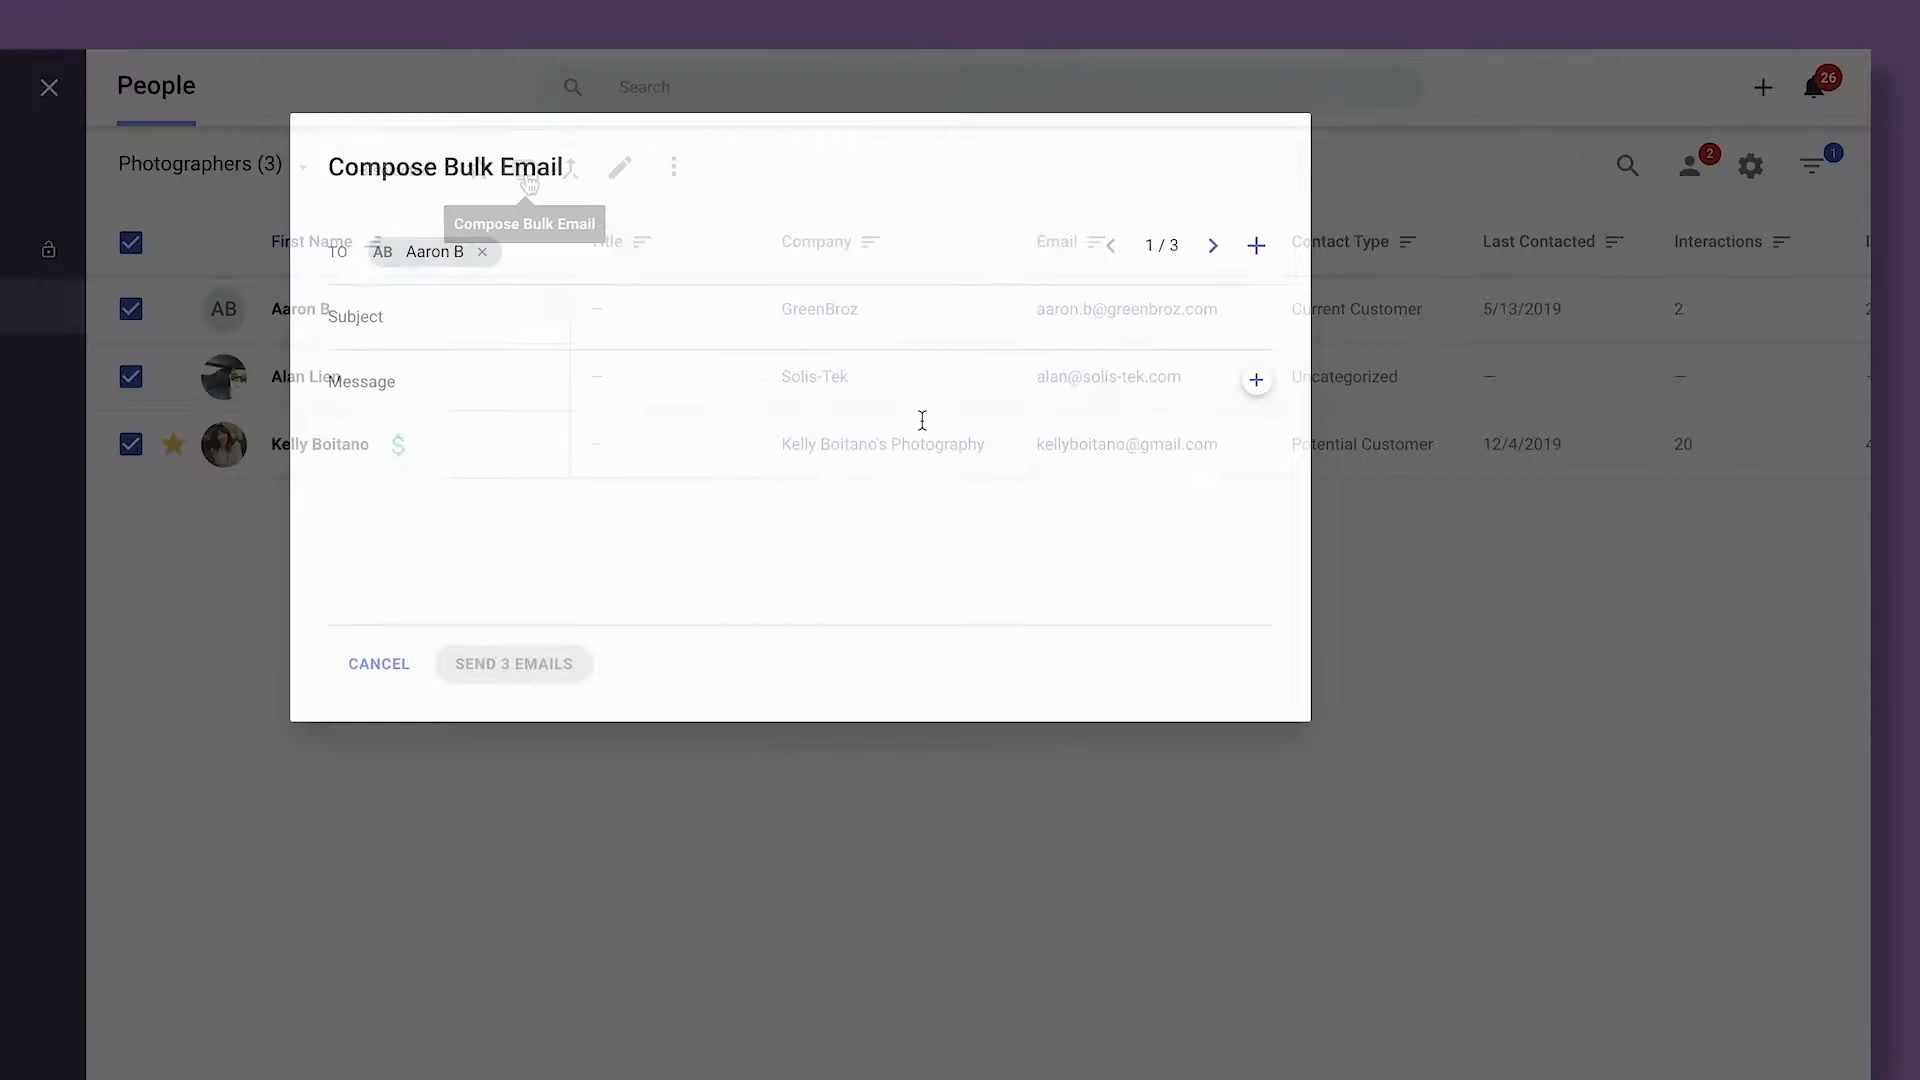 People
Search
26
Photographers (3)
Compose Bulk Email
2
1
Compose Bulk Email
First Name
Company
Email
1 / 3
Contact Type
Last Contacted
Interactions
TO
AB
Aaron B
AB
Aaron B
—
GreenBroz
aaron.b@greenbroz.com
Current Customer
5/13/2019
2
Subject
Alan Lien
—
Solis-Tek
alan@solis-tek.com
Uncategorized
—
—
Message
Kelly Boitano
$
—
Kelly Boitano's Photography
kellyboitano@gmail.com
Potential Customer
12/4/2019
20
CANCEL
SEND 3 EMAILS